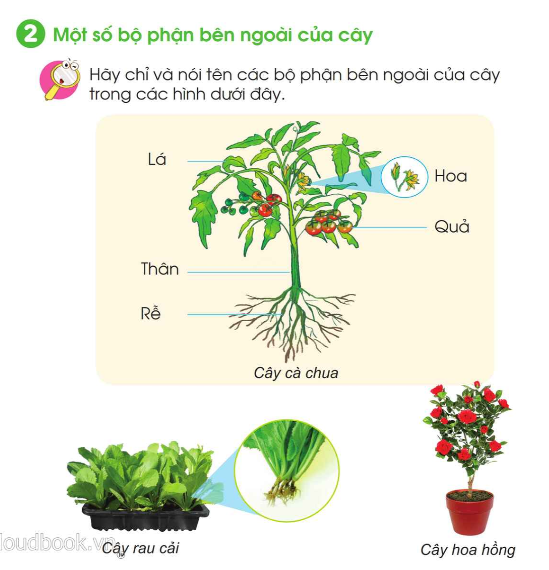 2 Một số bộ phận bên ngoài của cây
Hãy chỉ và nói tên các bộ phận bên ngoài của cây
trong các hình dưới đây.
Lá
Hoa
Quả
Thân
Rễ
Cây cà chua
loudbook.vn
Cây rau cải
Cây hoa hồng